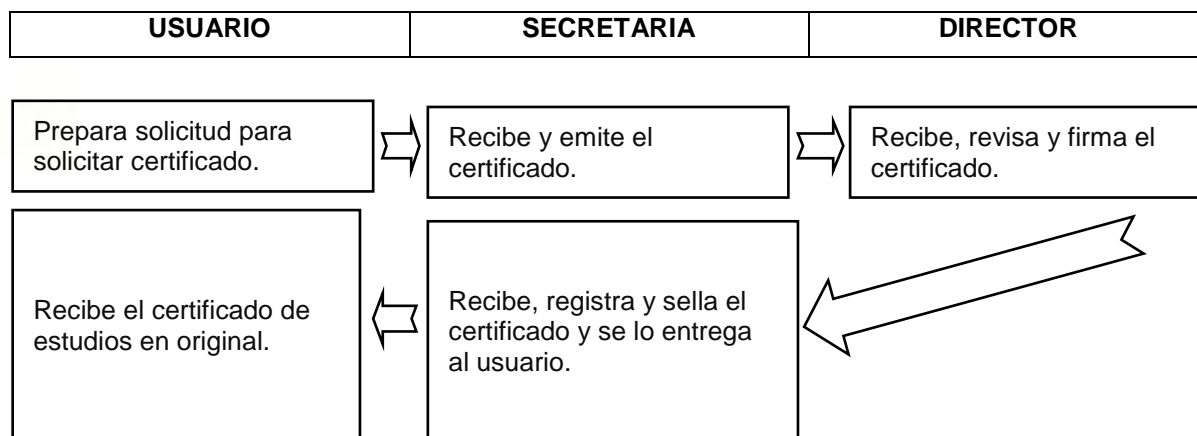 USUARIO
SECRETARIA
DIRECTOR
Prepara solicitud para
solicitar certificado.
Recibe y emite el
certificado.
Recibe, revisa y firma el
certificado.
Recibe el certificado de
estudios en original.
Recibe, registra y sella el
certificado y se lo entrega
al usuario.